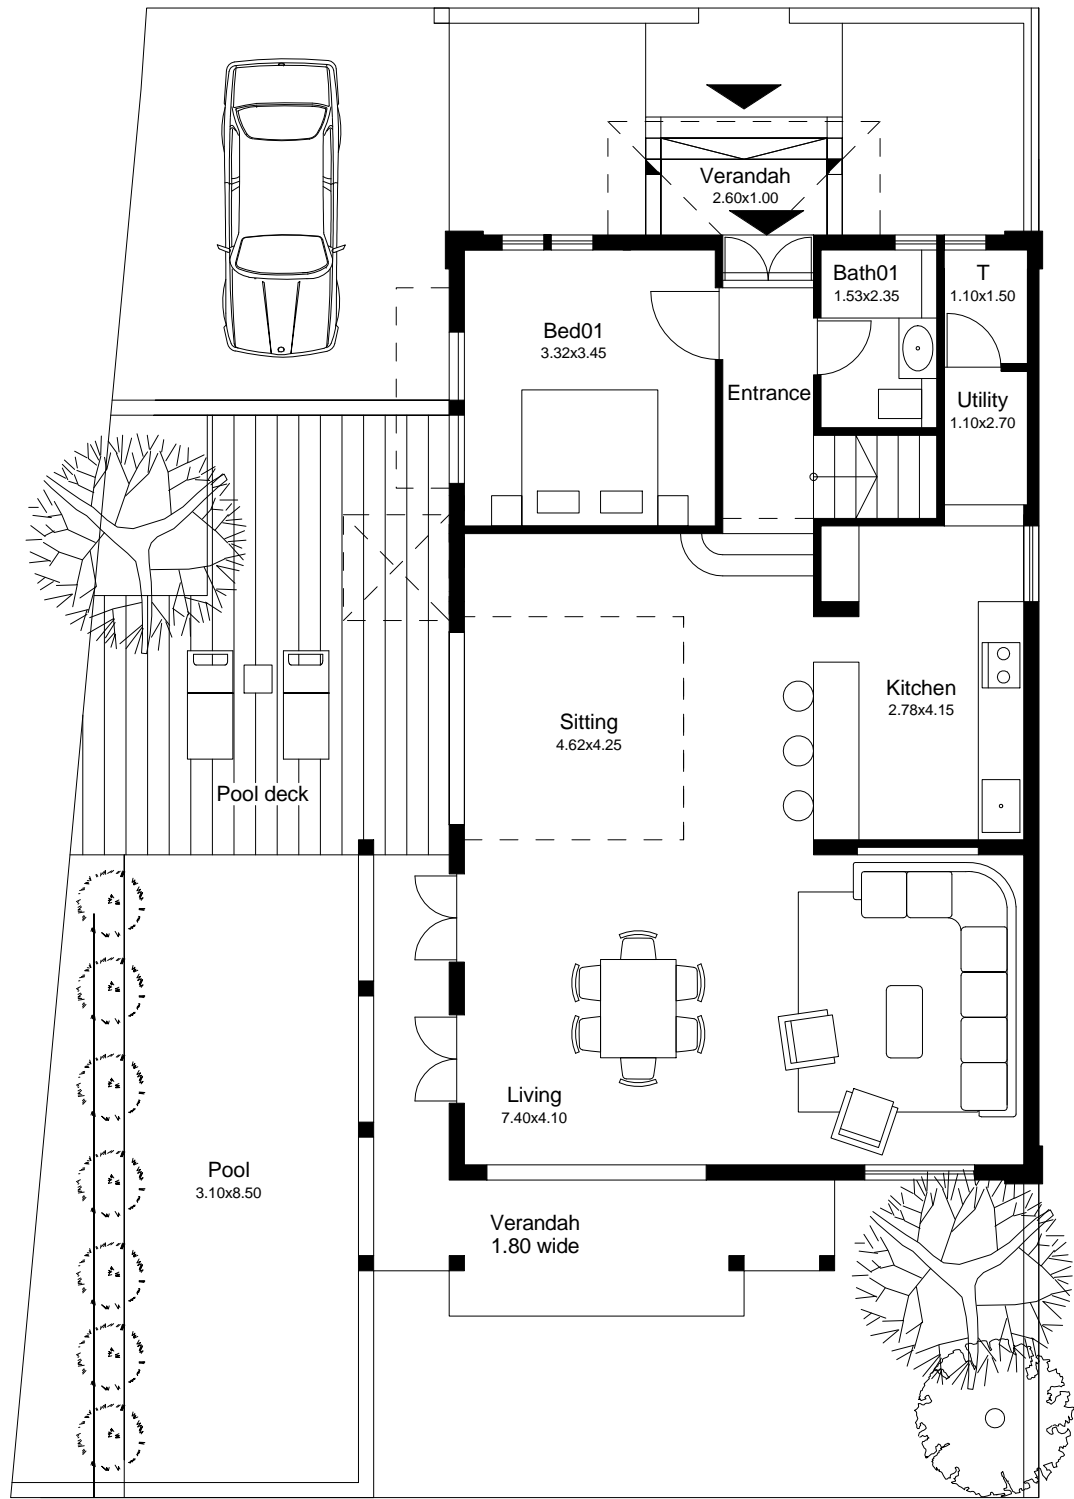 Verandah
2.60x1.00
Bath01
1.53x2.35
T
1.10x1.50
Bed01
3.32x3.45
Entrance
Utility
1.10x2.70
Kitchen
2.78x4.15
Sitting
4.62x4.25
Pool deck
Living
7.40x4.10
Pool
3.10x8.50
Verandah
1.80 wide